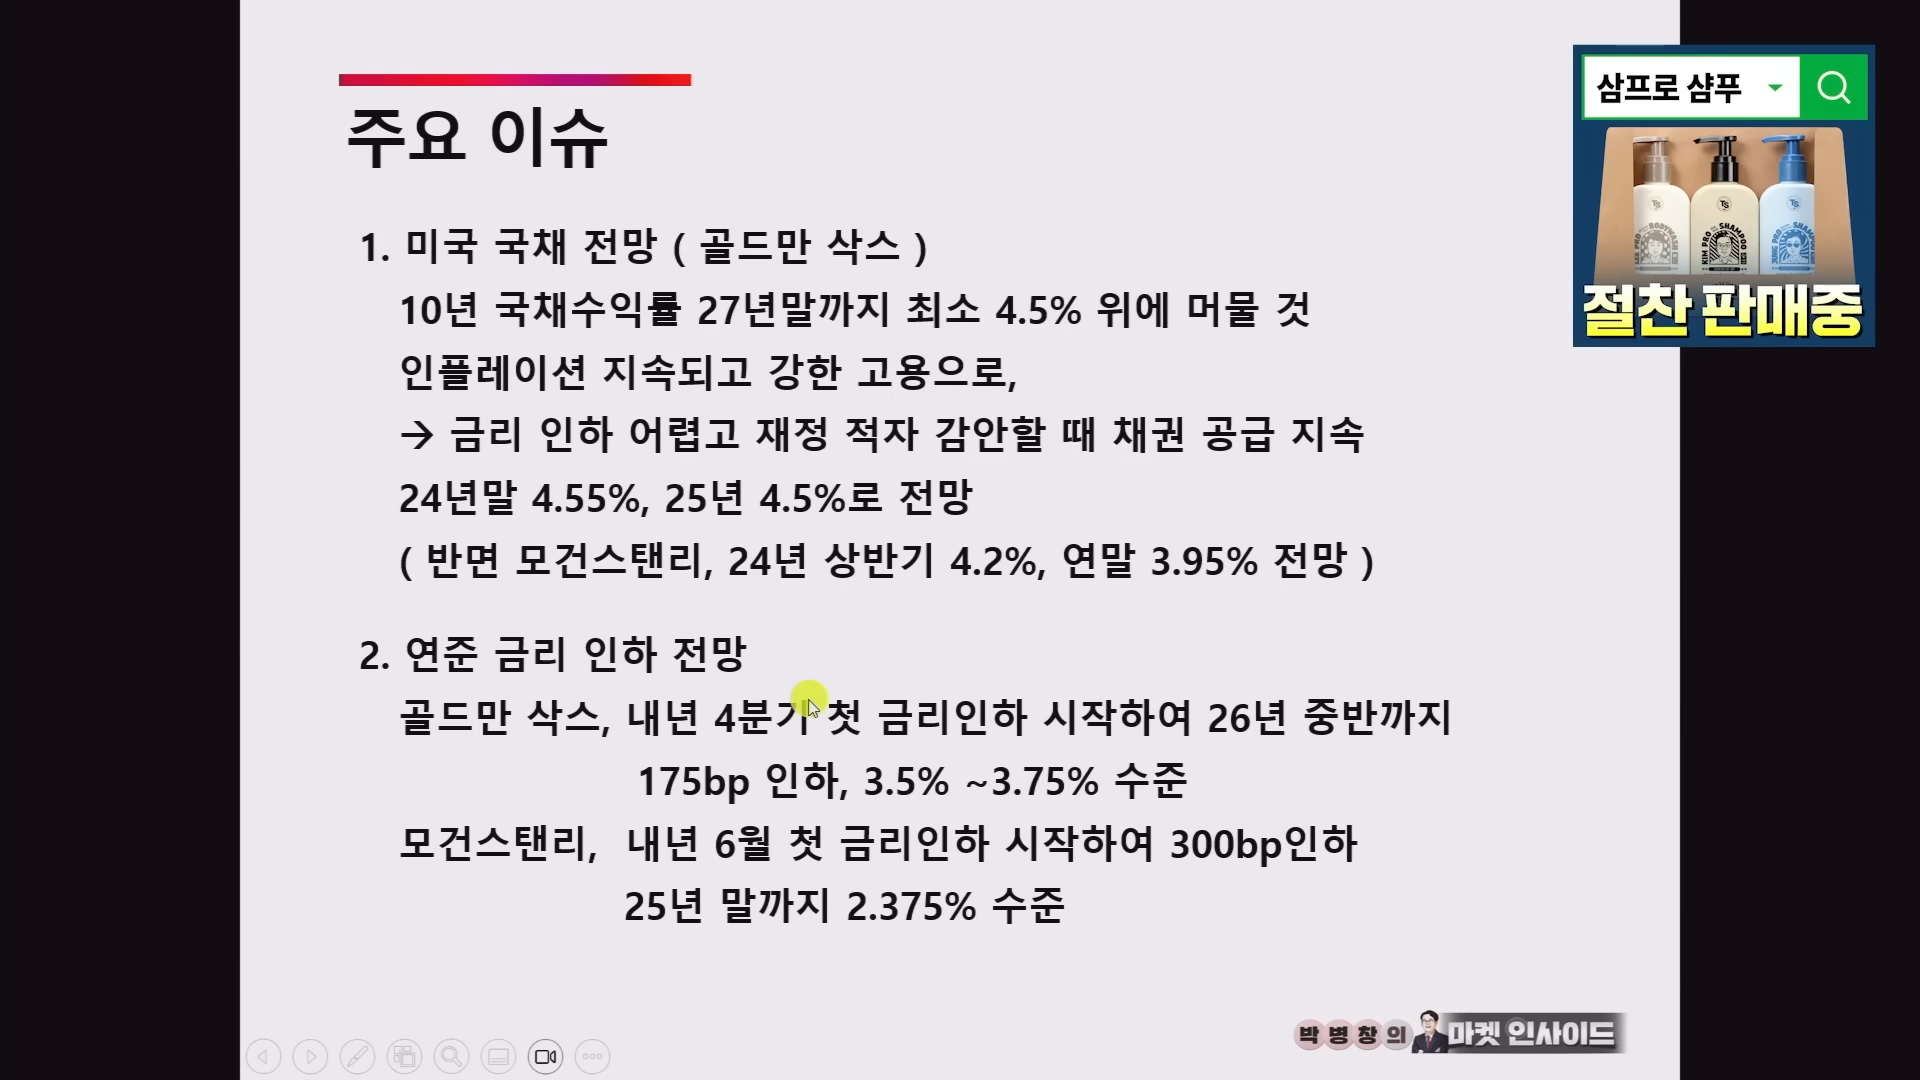 주요 이슈
1. 미국 국채 전망 ( 골드만 삭스 )
10년 국채수익률 27년말까지 최소 4.5% 위에 머물 것
인플레이션 지속되고 강한 고용으로,
→ 금리 인하 어렵고 재정 적자 감안할 때 채권 공급 지속
24년말 4.55%, 25년 4.5%로 전망
( 반면 모건스탠리, 24년 상반기 4.2%, 연말 3.95% 전망 )
2. 연준 금리 인하 전망
골드만 삭스, 내년 4분기 첫 금리인하 시작하여 26년 중반까지
175bp 인하, 3.5% ~3.75% 수준
모건스탠리, 내년 6월 첫 금리인하 시작하여 300bp인하
25년 말까지 2.375% 수준
삼프로 샴푸
TS
TS
TS
BODYWASH
KIM PRO SHAMPOO
JUNG PRO SHAMPOO
절찬 판매중
박병창의 마켓 인사이드